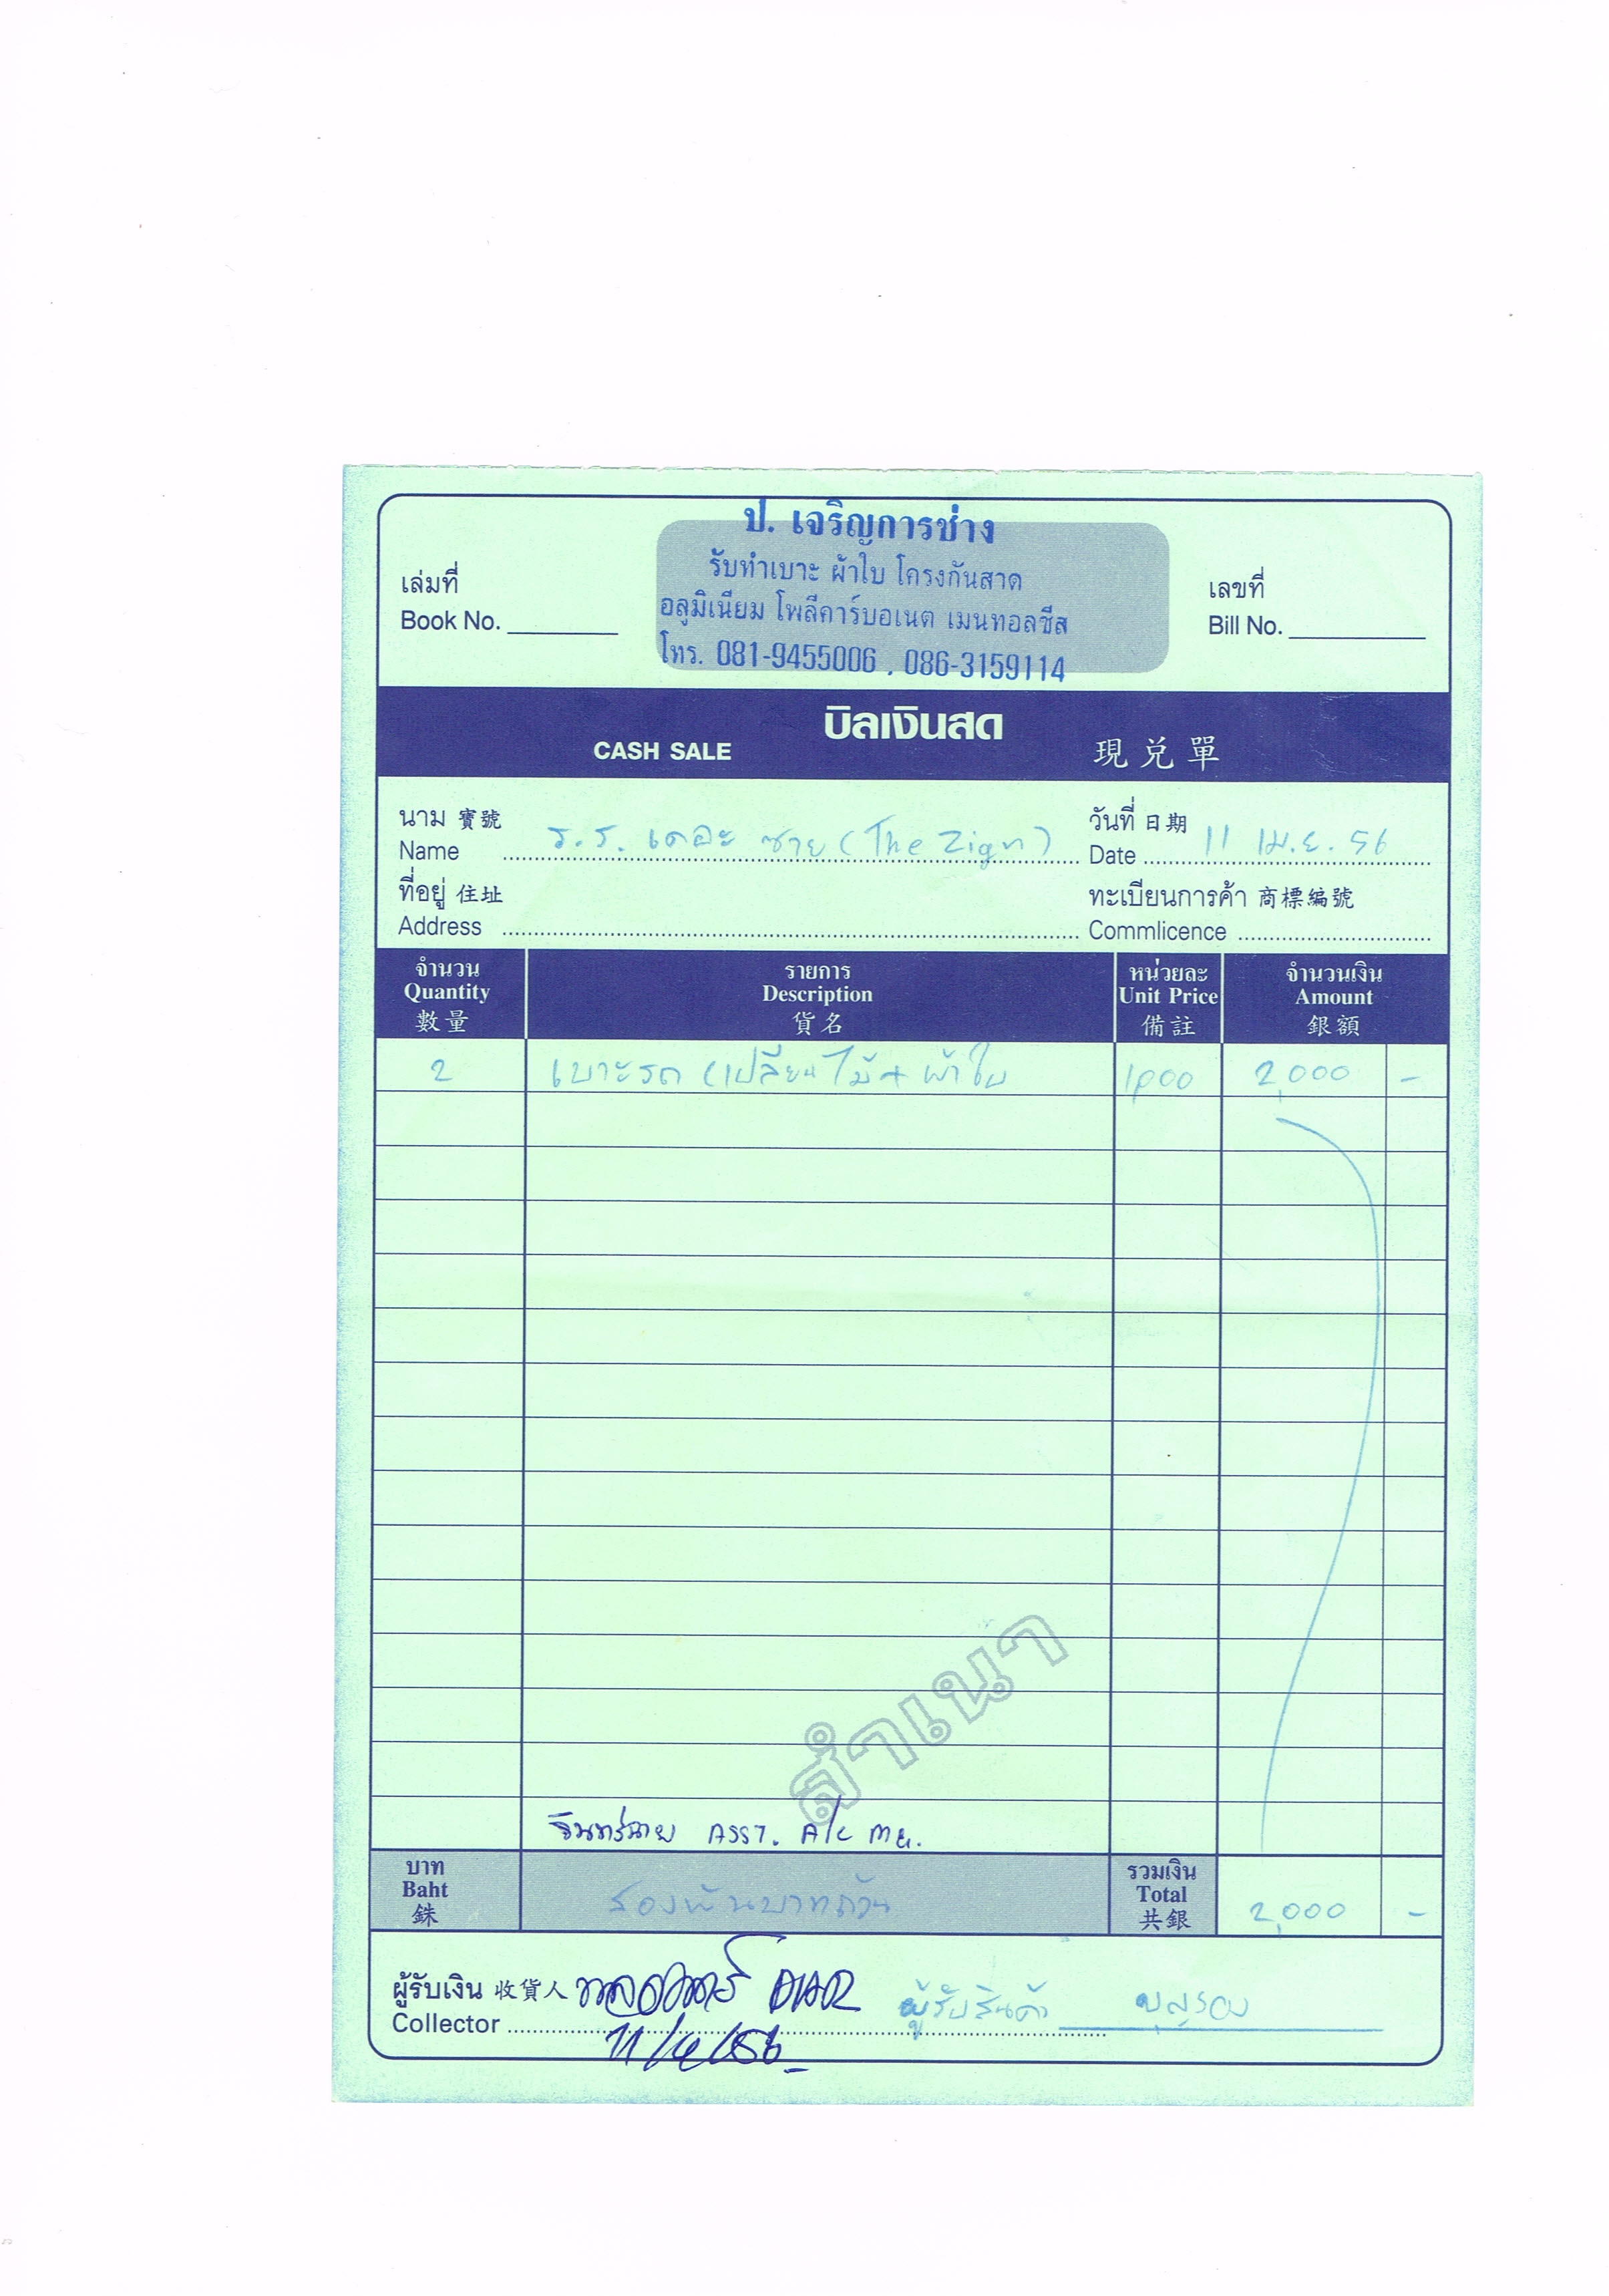 ป. เจริญการช่าง
รับทำเบาะ ผ้าใบ โครงกันสาด
อลูมิเนียม โพลีคาร์บอเนต เมนทอลชีส
โทร. 081-9455006 , 086-3159114
เล่มที่
Book No.
เลขที่
Bill No.
บิลเงินสด
CASH SALE 現兌單
นาม 寶號
Name ร.ร. เดอะ ซายน์ (The Zign)
วันที่ 日期
Date 11 เม.ย. 56
ที่อยู่ 住址
Address
ทะเบียนการค้า 商標編號
Commlicence
จำนวน รายการ หน่วยละ จำนวนเงิน
Quantity Description Unit Price Amount
數量 貨名 備註 銀額
2 เบาะรถ (เปลี่ยนไม้ + ผ้าใบ 1,000 2,000 -
สำเนา
ASST. A/C
บาท
Baht
銖
สองพันบาทถ้วน
รวมเงิน
Total
共銀
2,000 -
ผู้รับเงิน 收貨人
Collector
ผู้รับสินค้า
11/4/56